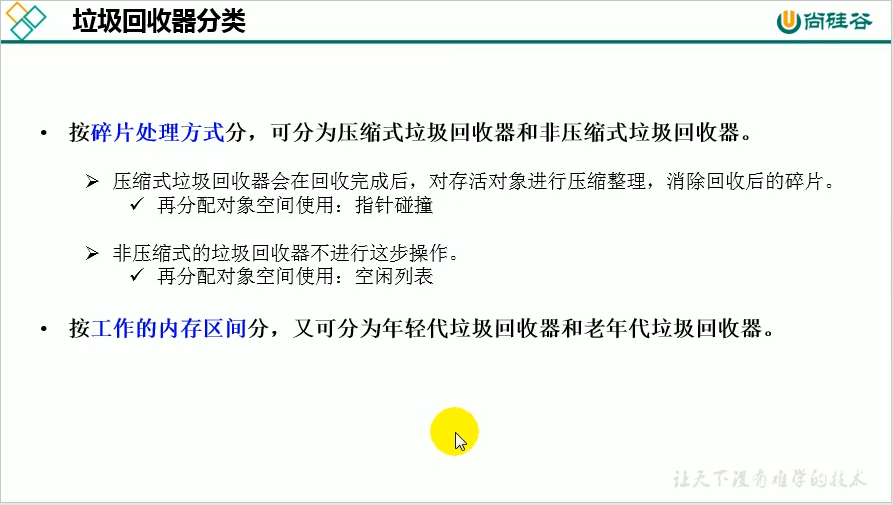 垃圾回收器分类
尚硅谷
• 按碎片处理方式分，可分为压缩式垃圾回收器和非压缩式垃圾回收器。
➢ 压缩式垃圾回收器会在回收完成后，对存活对象进行压缩整理，消除回收后的碎片。
✓ 再分配对象空间使用：指针碰撞
➢ 非压缩式的垃圾回收器不进行这步操作。
✓ 再分配对象空间使用：空闲列表
• 按工作的内存区间分，又可分为年轻代垃圾回收器和老年代垃圾回收器。
让天下没有难学的技术